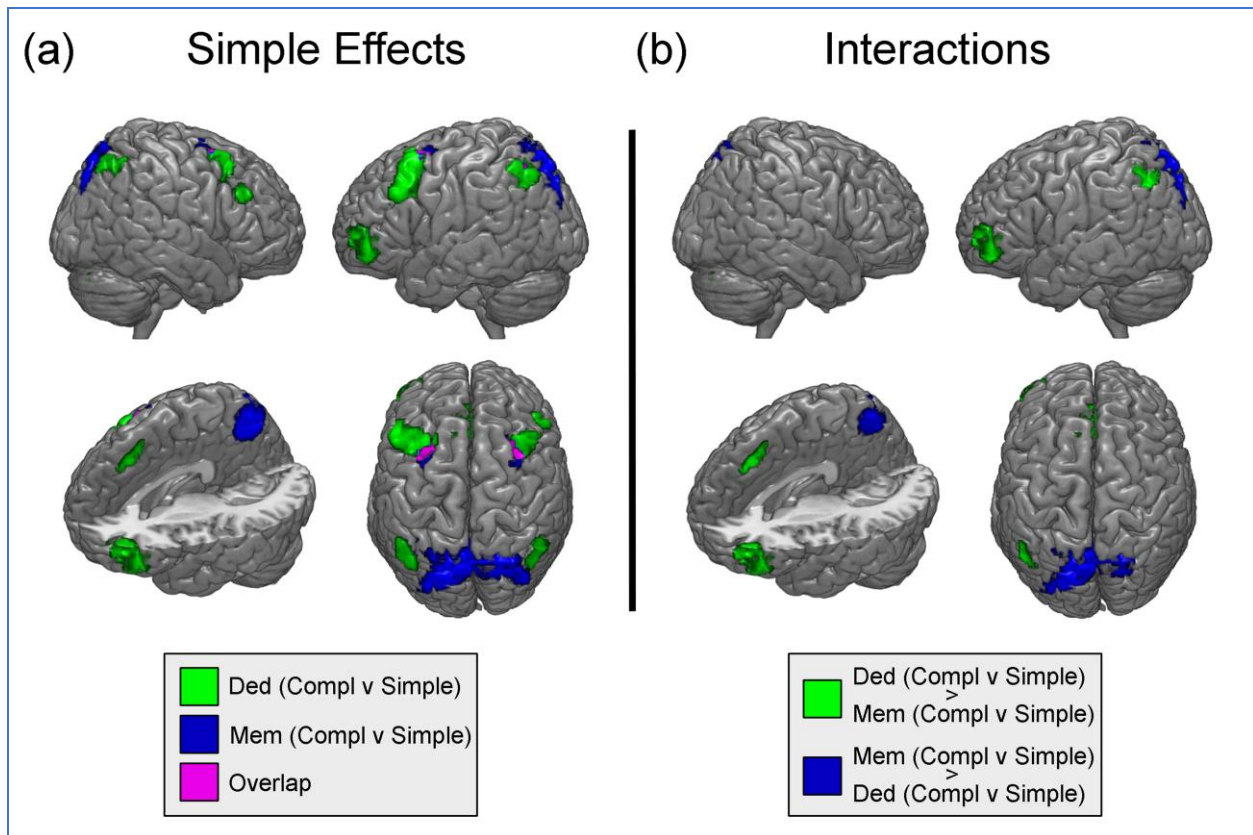 (a) Simple Effects
(b) Interactions
Ded (Compl v Simple)
Mem (Compl v Simple)
Overlap
Ded (Compl v Simple)
>
Mem (Compl v Simple)
Mem (Compl v Simple)
>
Ded (Compl v Simple)